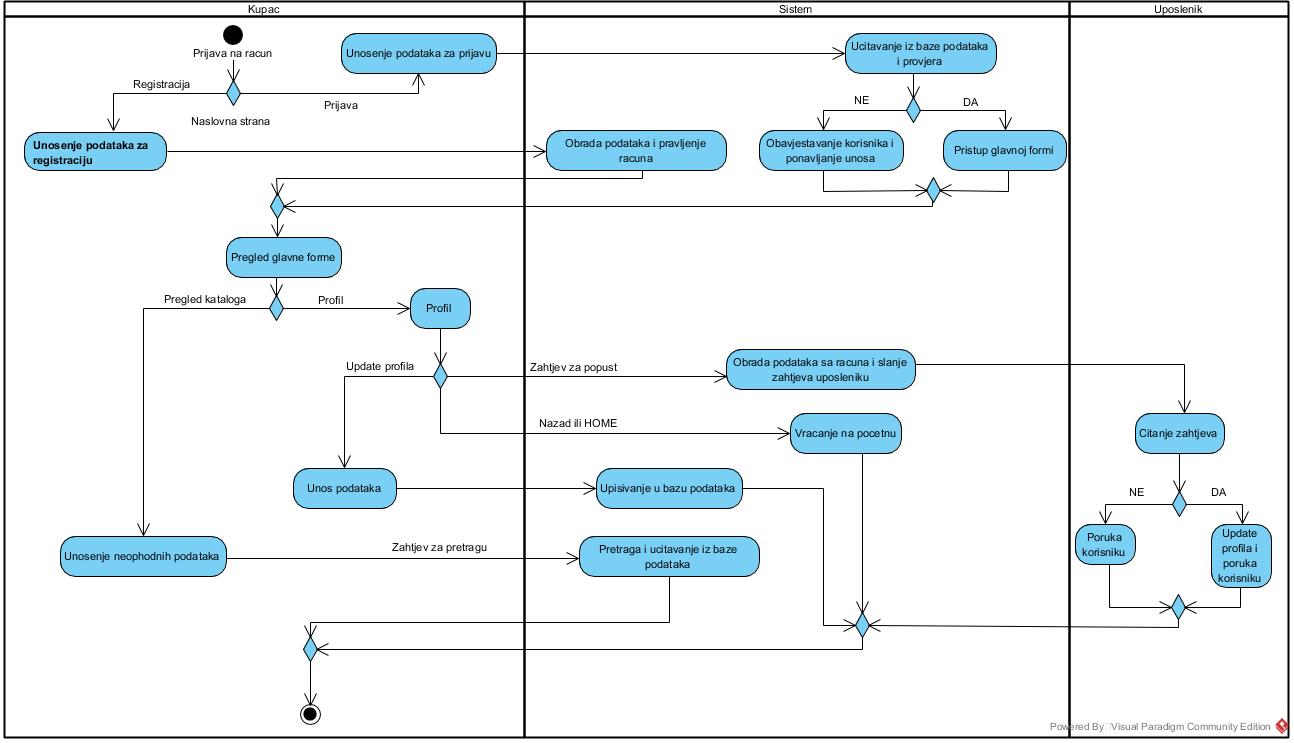 Kupac
Sistem
Uposlenik
Prijava na racun
Unosenje podataka za prijavu
Ucitavanje iz baze podataka
i provjera
Registracija
Prijava
NE
DA
Naslovna strana
Unosenje podataka za
registraciju
Obrada podataka i pravljenje
racuna
Obavjestavanje korisnika i
ponavljanje unosa
Pristup glavnoj formi
Pregled glavne forme
Pregled kataloga
Profil
Profil
Update profila
Zahtjev za popust
Obrada podataka sa racuna i slanje
zahtjeva uposleniku
Nazad ili HOME
Vracanje na pocetnu
Citanje zahtjeva
Unos podataka
Upisivanje u bazu podataka
NE
DA
Poruka
korisniku
Update
profila i
poruka
korisniku
Unosenje neophodnih podataka
Zahtjev za pretragu
Pretraga i ucitavanje iz baze
podataka
Powered By Visual Paradigm Community Edition